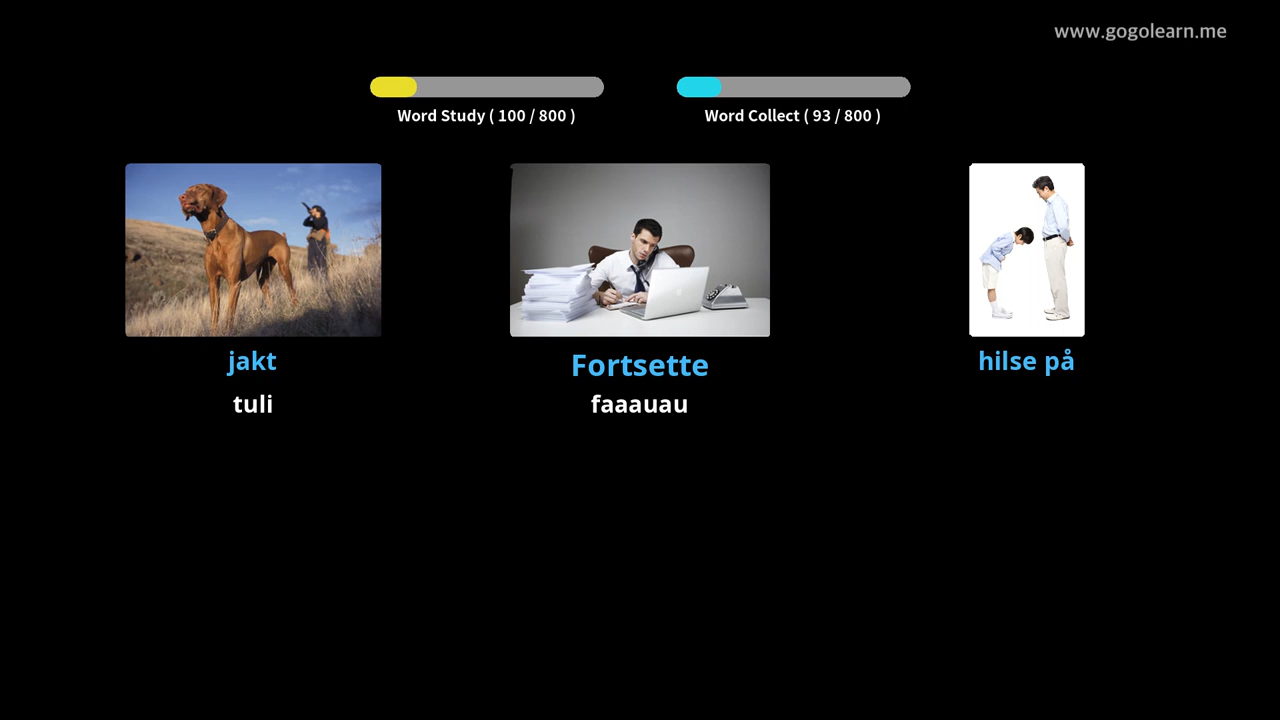 www.gogolearn.me
Word Study ( 100 / 800 )
Word Collect ( 93 / 800 )
jakt
Fortsette
hilse på
tuli
faaauau